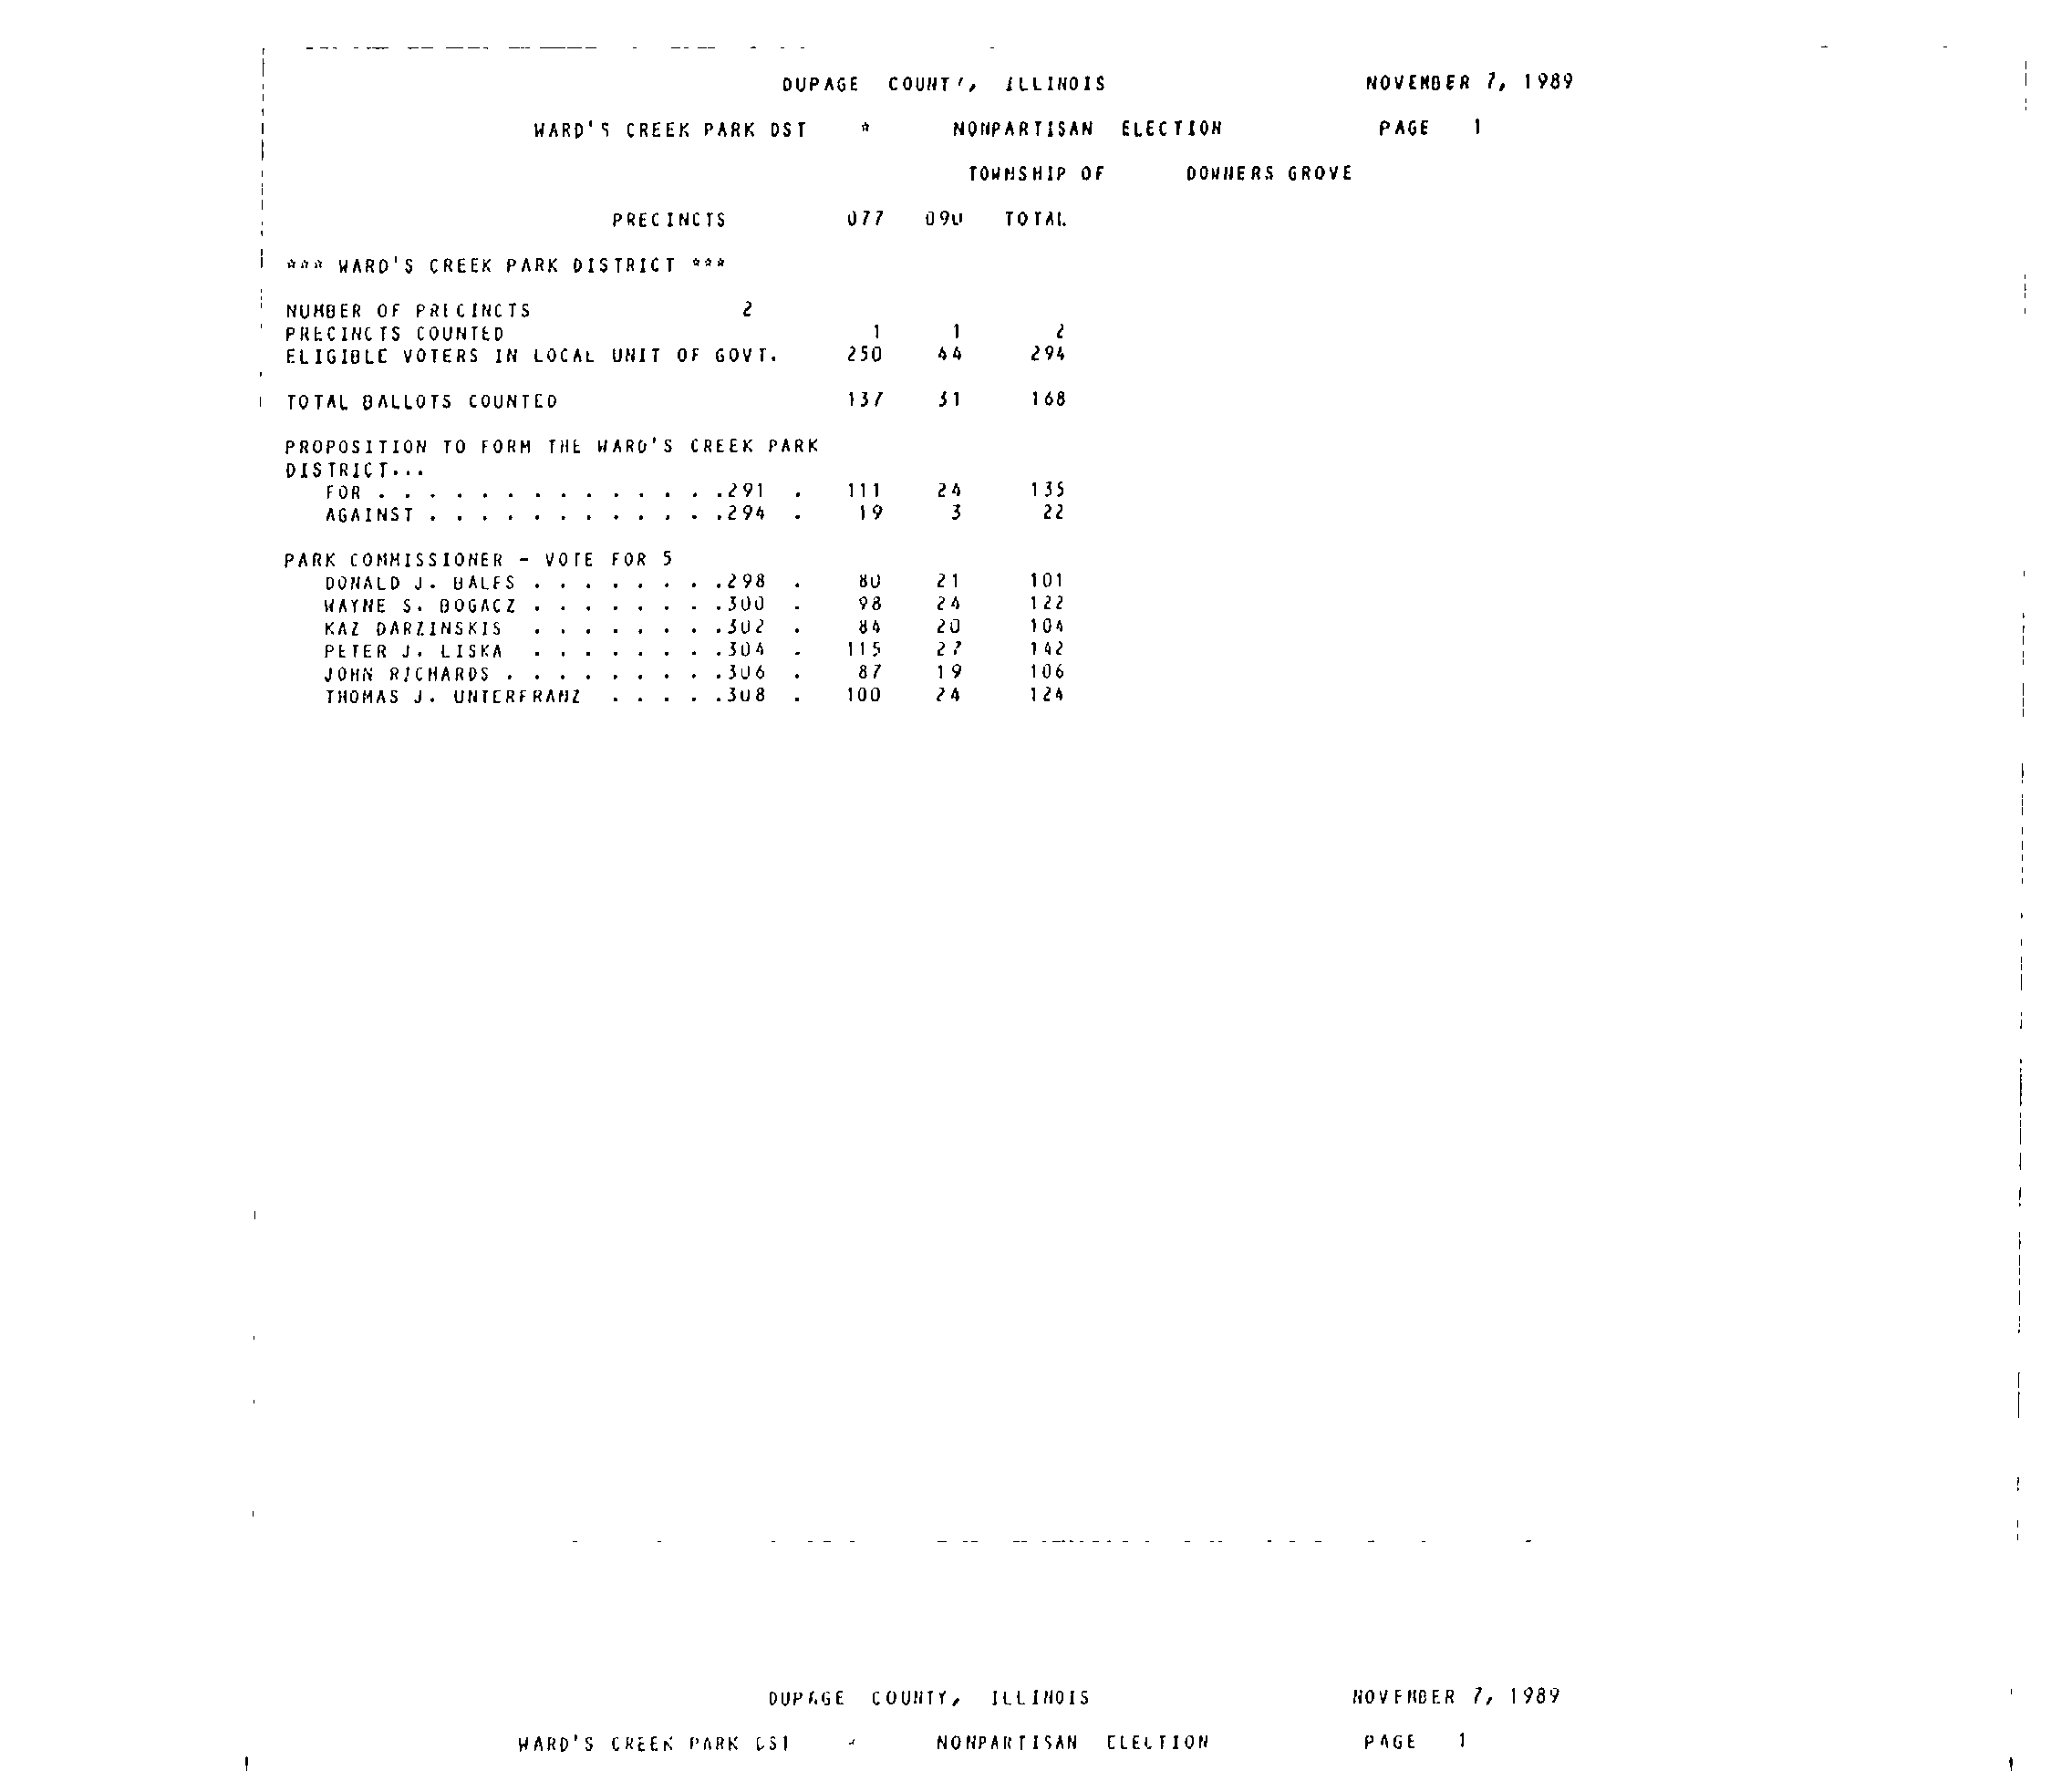 DUPAGE COUNTY, ILLINOIS NOVEMBER 7, 1989
WARD'S CREEK PARK DST * NONPARTISAN ELECTION PAGE 1
TOWNSHIP OF DOWNERS GROVE
PRECINCTS 077 090 TOTAL
*** WARD'S CREEK PARK DISTRICT ***
NUMBER OF PRECINCTS 2
PRECINCTS COUNTED 1 1 2
ELIGIBLE VOTERS IN LOCAL UNIT OF GOVT. 250 44 294
TOTAL BALLOTS COUNTED 137 31 168
PROPOSITION TO FORM THE WARD'S CREEK PARK
DISTRICT...
FOR . . . . . . . . . . . . . .291 . 111 24 135
AGAINST . . . . . . . . . . . .294 . 19 3 22
PARK COMMISSIONER - VOTE FOR 5
DONALD J. BALES . . . . . . . .298 . 80 21 101
WAYNE S. BOGACZ . . . . . . . .300 . 98 24 122
KAZ DARZINSKIS . . . . . . . .302 . 84 20 104
PETER J. LISKA . . . . . . . .304 . 115 27 142
JOHN RICHARDS . . . . . . . . .306 . 87 19 106
THOMAS J. UNTERFRANZ . . . . .308 . 100 24 124
DUPAGE COUNTY, ILLINOIS NOVEMBER 7, 1989
WARD'S CREEK PARK DST * NONPARTISAN ELECTION PAGE 1